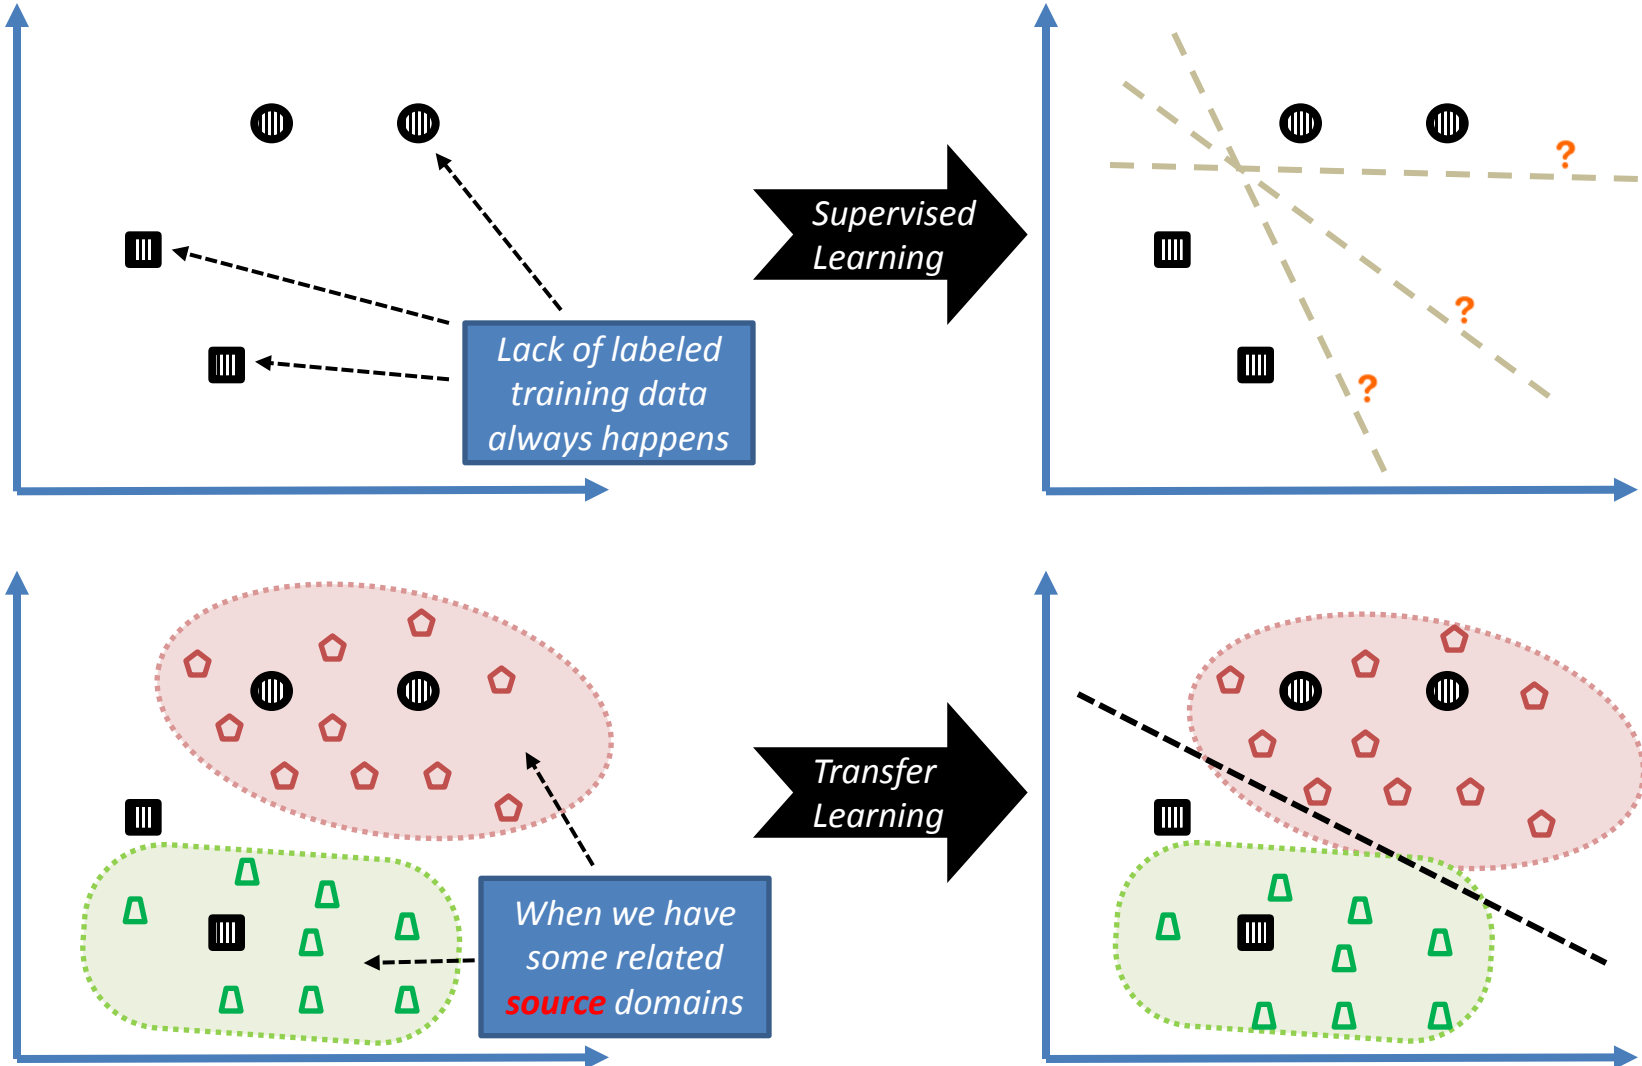 Supervised
Learning
?
?
?
Lack of labeled
training data
always happens
Transfer
Learning
When we have
some related
source domains